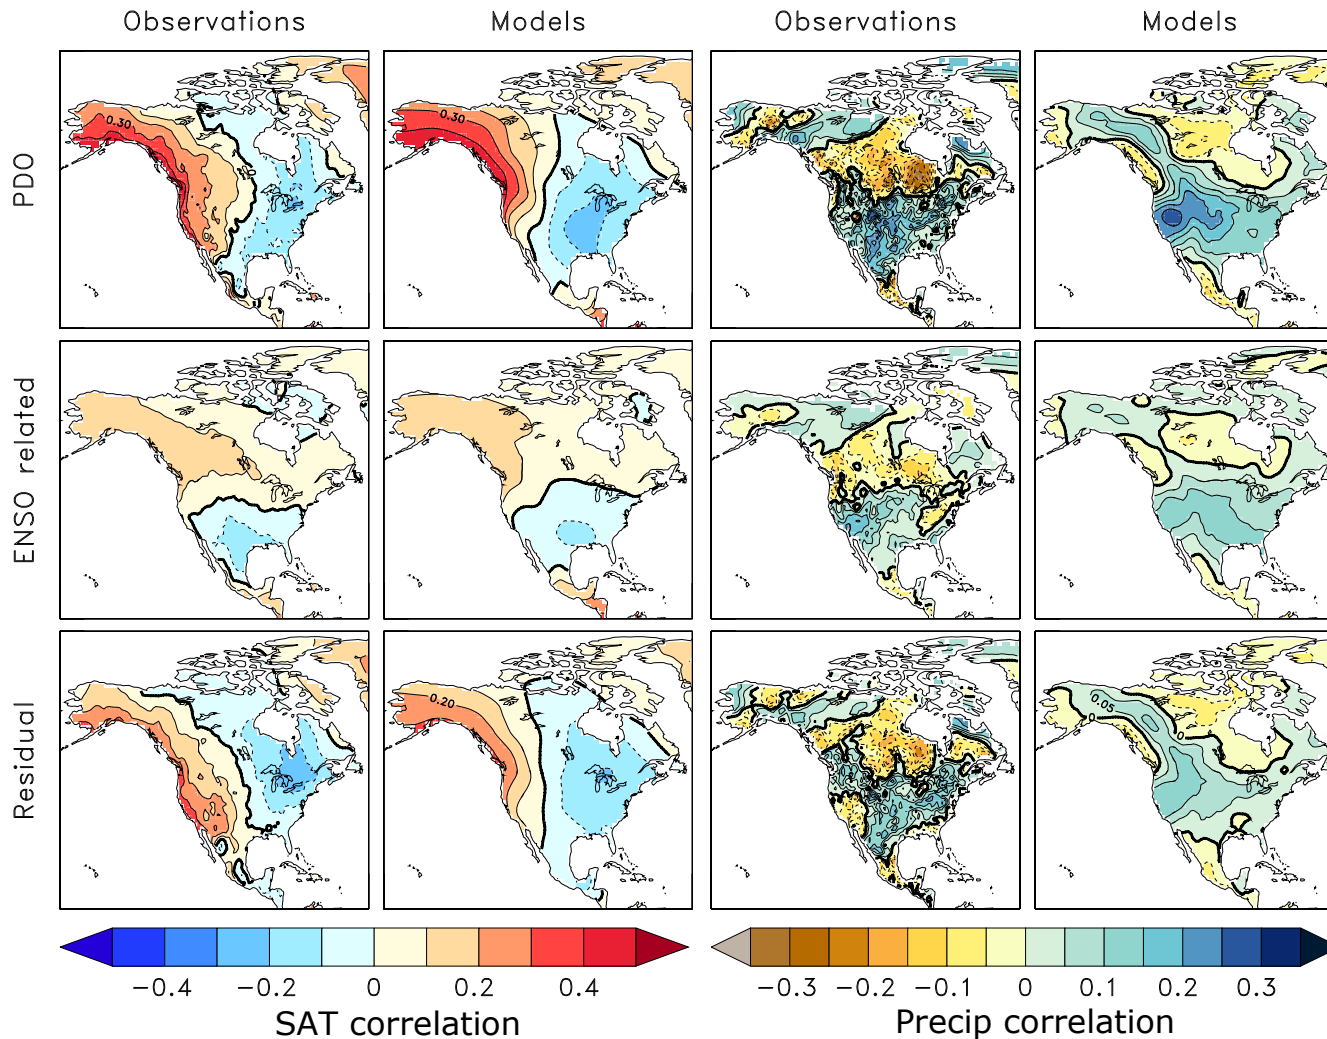 Observations Models Observations Models
PDO
0.30 0.30
ENSO related
Residual
0.20 0.05
0 0
-0.4 -0.2 0 0.2 0.4 -0.3 -0.2 -0.1 0 0.1 0.2 0.3
SAT correlation Precip correlation